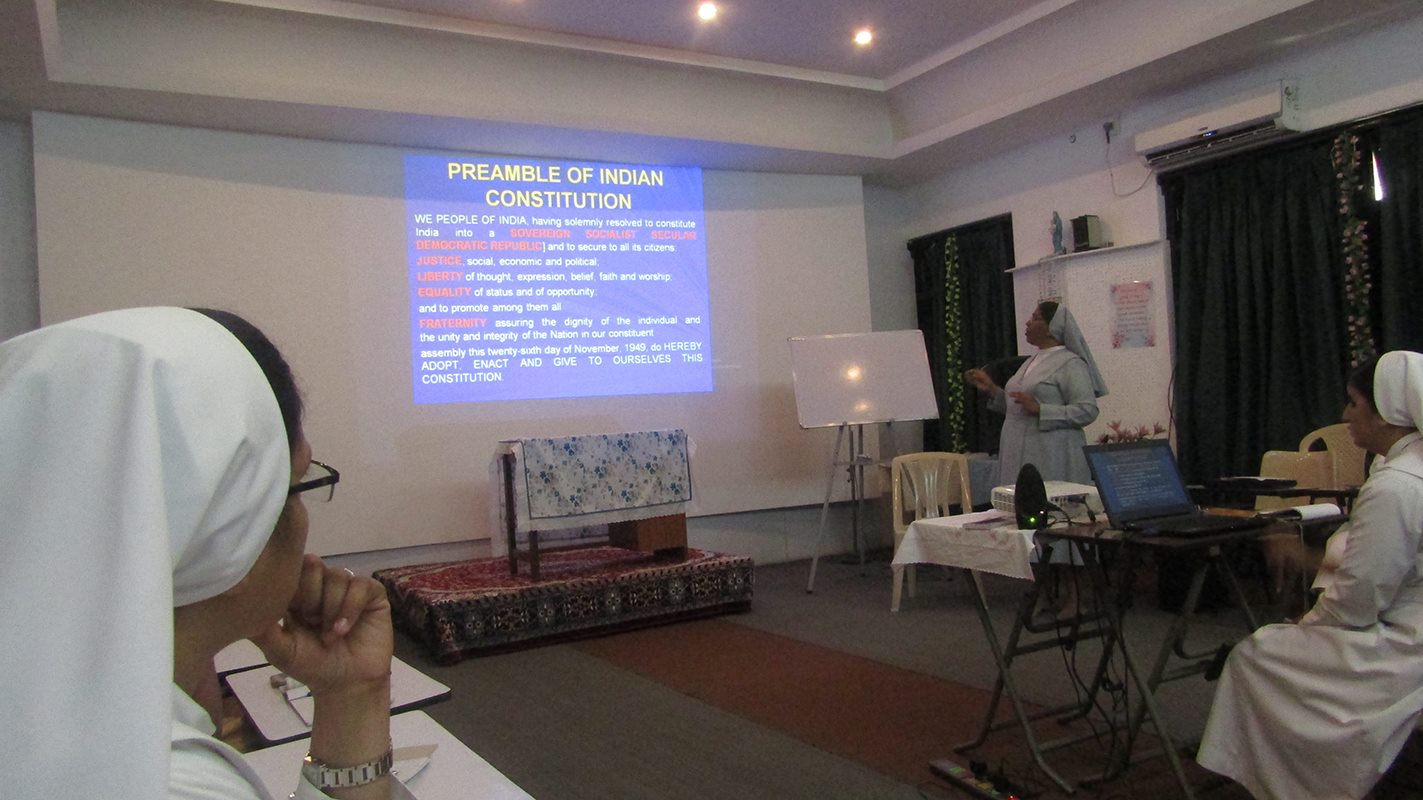 PREAMBLE OF INDIAN
CONSTITUTION
WE PEOPLE OF INDIA, having solemnly resolved to constitute
India into a SOVEREIGN SOCIALIST SECULAR
DEMOCRATIC REPUBLIC] and to secure to all its citizens:
JUSTICE, social, economic and political;
LIBERTY of thought, expression, belief, faith and worship;
EQUALITY of status and of opportunity;
and to promote among them all
FRATERNITY assuring the dignity of the individual and
the unity and integrity of the Nation in our constituent
assembly this twenty-sixth day of November, 1949, do HEREBY
ADOPT, ENACT AND GIVE TO OURSELVES THIS
CONSTITUTION.